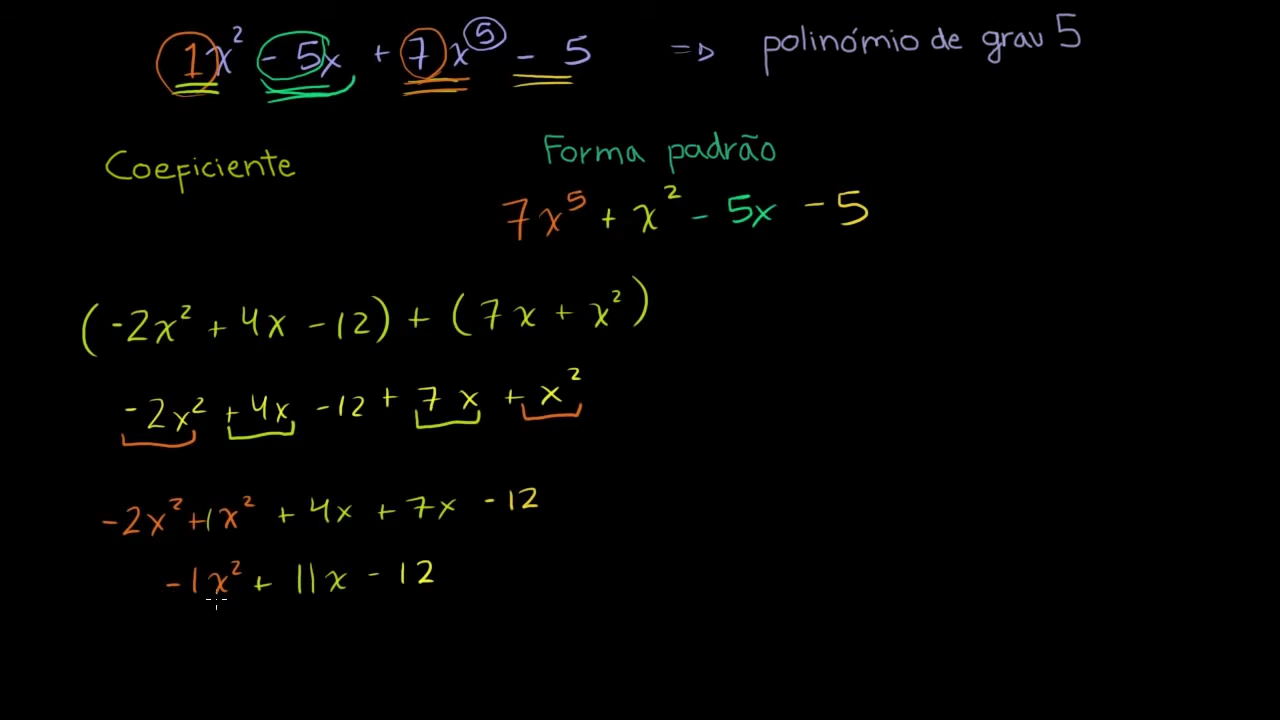 1x² - 5x + 7x⁵ - 5 ⇒ polinómio de grau 5
Coeficiente
Forma padrão
7x⁵ + x² - 5x - 5
(-2x² + 4x - 12) + (7x + x²)
-2x² + 4x - 12 + 7x + x²
-2x² + 1x² + 4x + 7x - 12
-1x² + 11x - 12